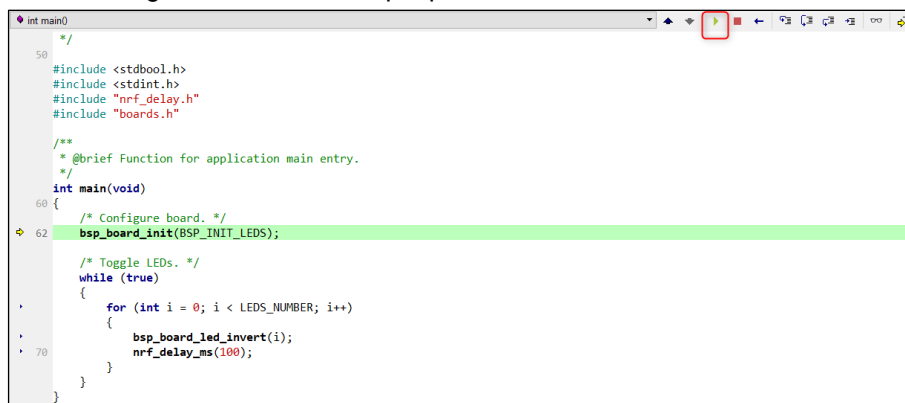 int main()
*/
50
#include <stdbool.h>
#include <stdint.h>
#include "nrf_delay.h"
#include "boards.h"
/**
* @brief Function for application main entry.
*/
int main(void)
60 {
/* Configure board. */
62 bsp_board_init(BSP_INIT_LEDS);
/* Toggle LEDs. */
while (true)
{
for (int i = 0; i < LEDS_NUMBER; i++)
{
bsp_board_led_invert(i);
70 nrf_delay_ms(100);
}
}
}